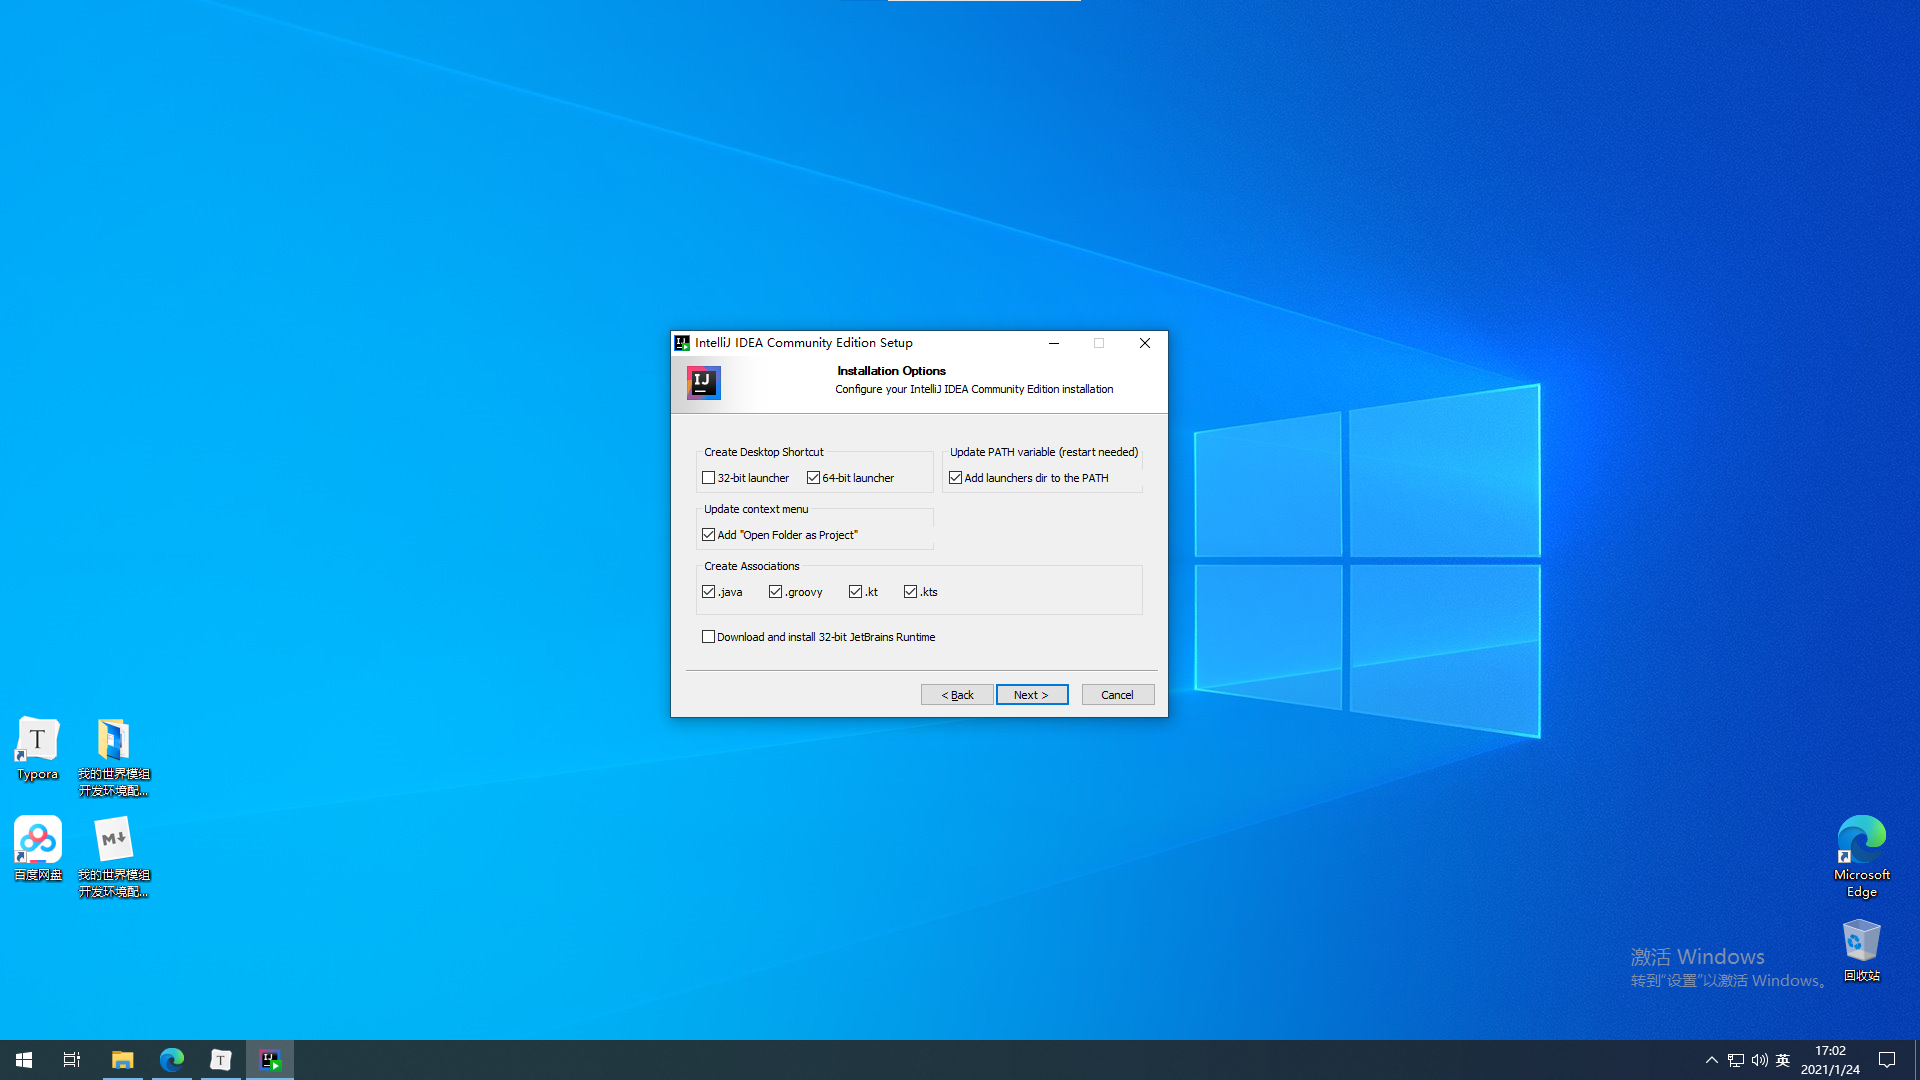 IntelliJ IDEA Community Edition Setup
IJ
Installation Options
Configure your IntelliJ IDEA Community Edition installation
Create Desktop Shortcut
32-bit launcher
64-bit launcher
Update PATH variable (restart needed)
Add launchers dir to the PATH
Update context menu
Add "Open Folder as Project"
Create Associations
.java
.groovy
.kt
.kts
Download and install 32-bit JetBrains Runtime
< Back
Next >
Cancel
T
Typora
我的世界模组
开发环境配...
百度网盘
M
我的世界模组
开发环境配...
Microsoft
Edge
回收站
激活 Windows
转到"设置"以激活 Windows。
T
IJ
英
17:02
2021/1/24